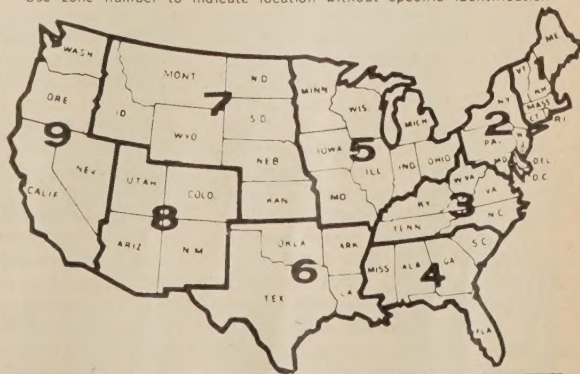 Use zone number to indicate location without specific
WASH
MONT
N.D.
MINN
ME
VT
NH
1
ORE
ID
7
S.D.
WIS.
MICH
NY
MASS
CT.
R.I.
9
WYO
5
2
PA.
N
J
NEB
IOWA
ILL
IND
OHIO
MD
DEL
D.C.
NEV
UTAH
COLO.
KAN
MO.
W.VA
VA
KY
3
CALIF
8
TENN
N.C.
ARIZ
N.M.
OKLA
ARK
S.C.
6
MISS
ALA
GA
4
TEX
LA
FLA